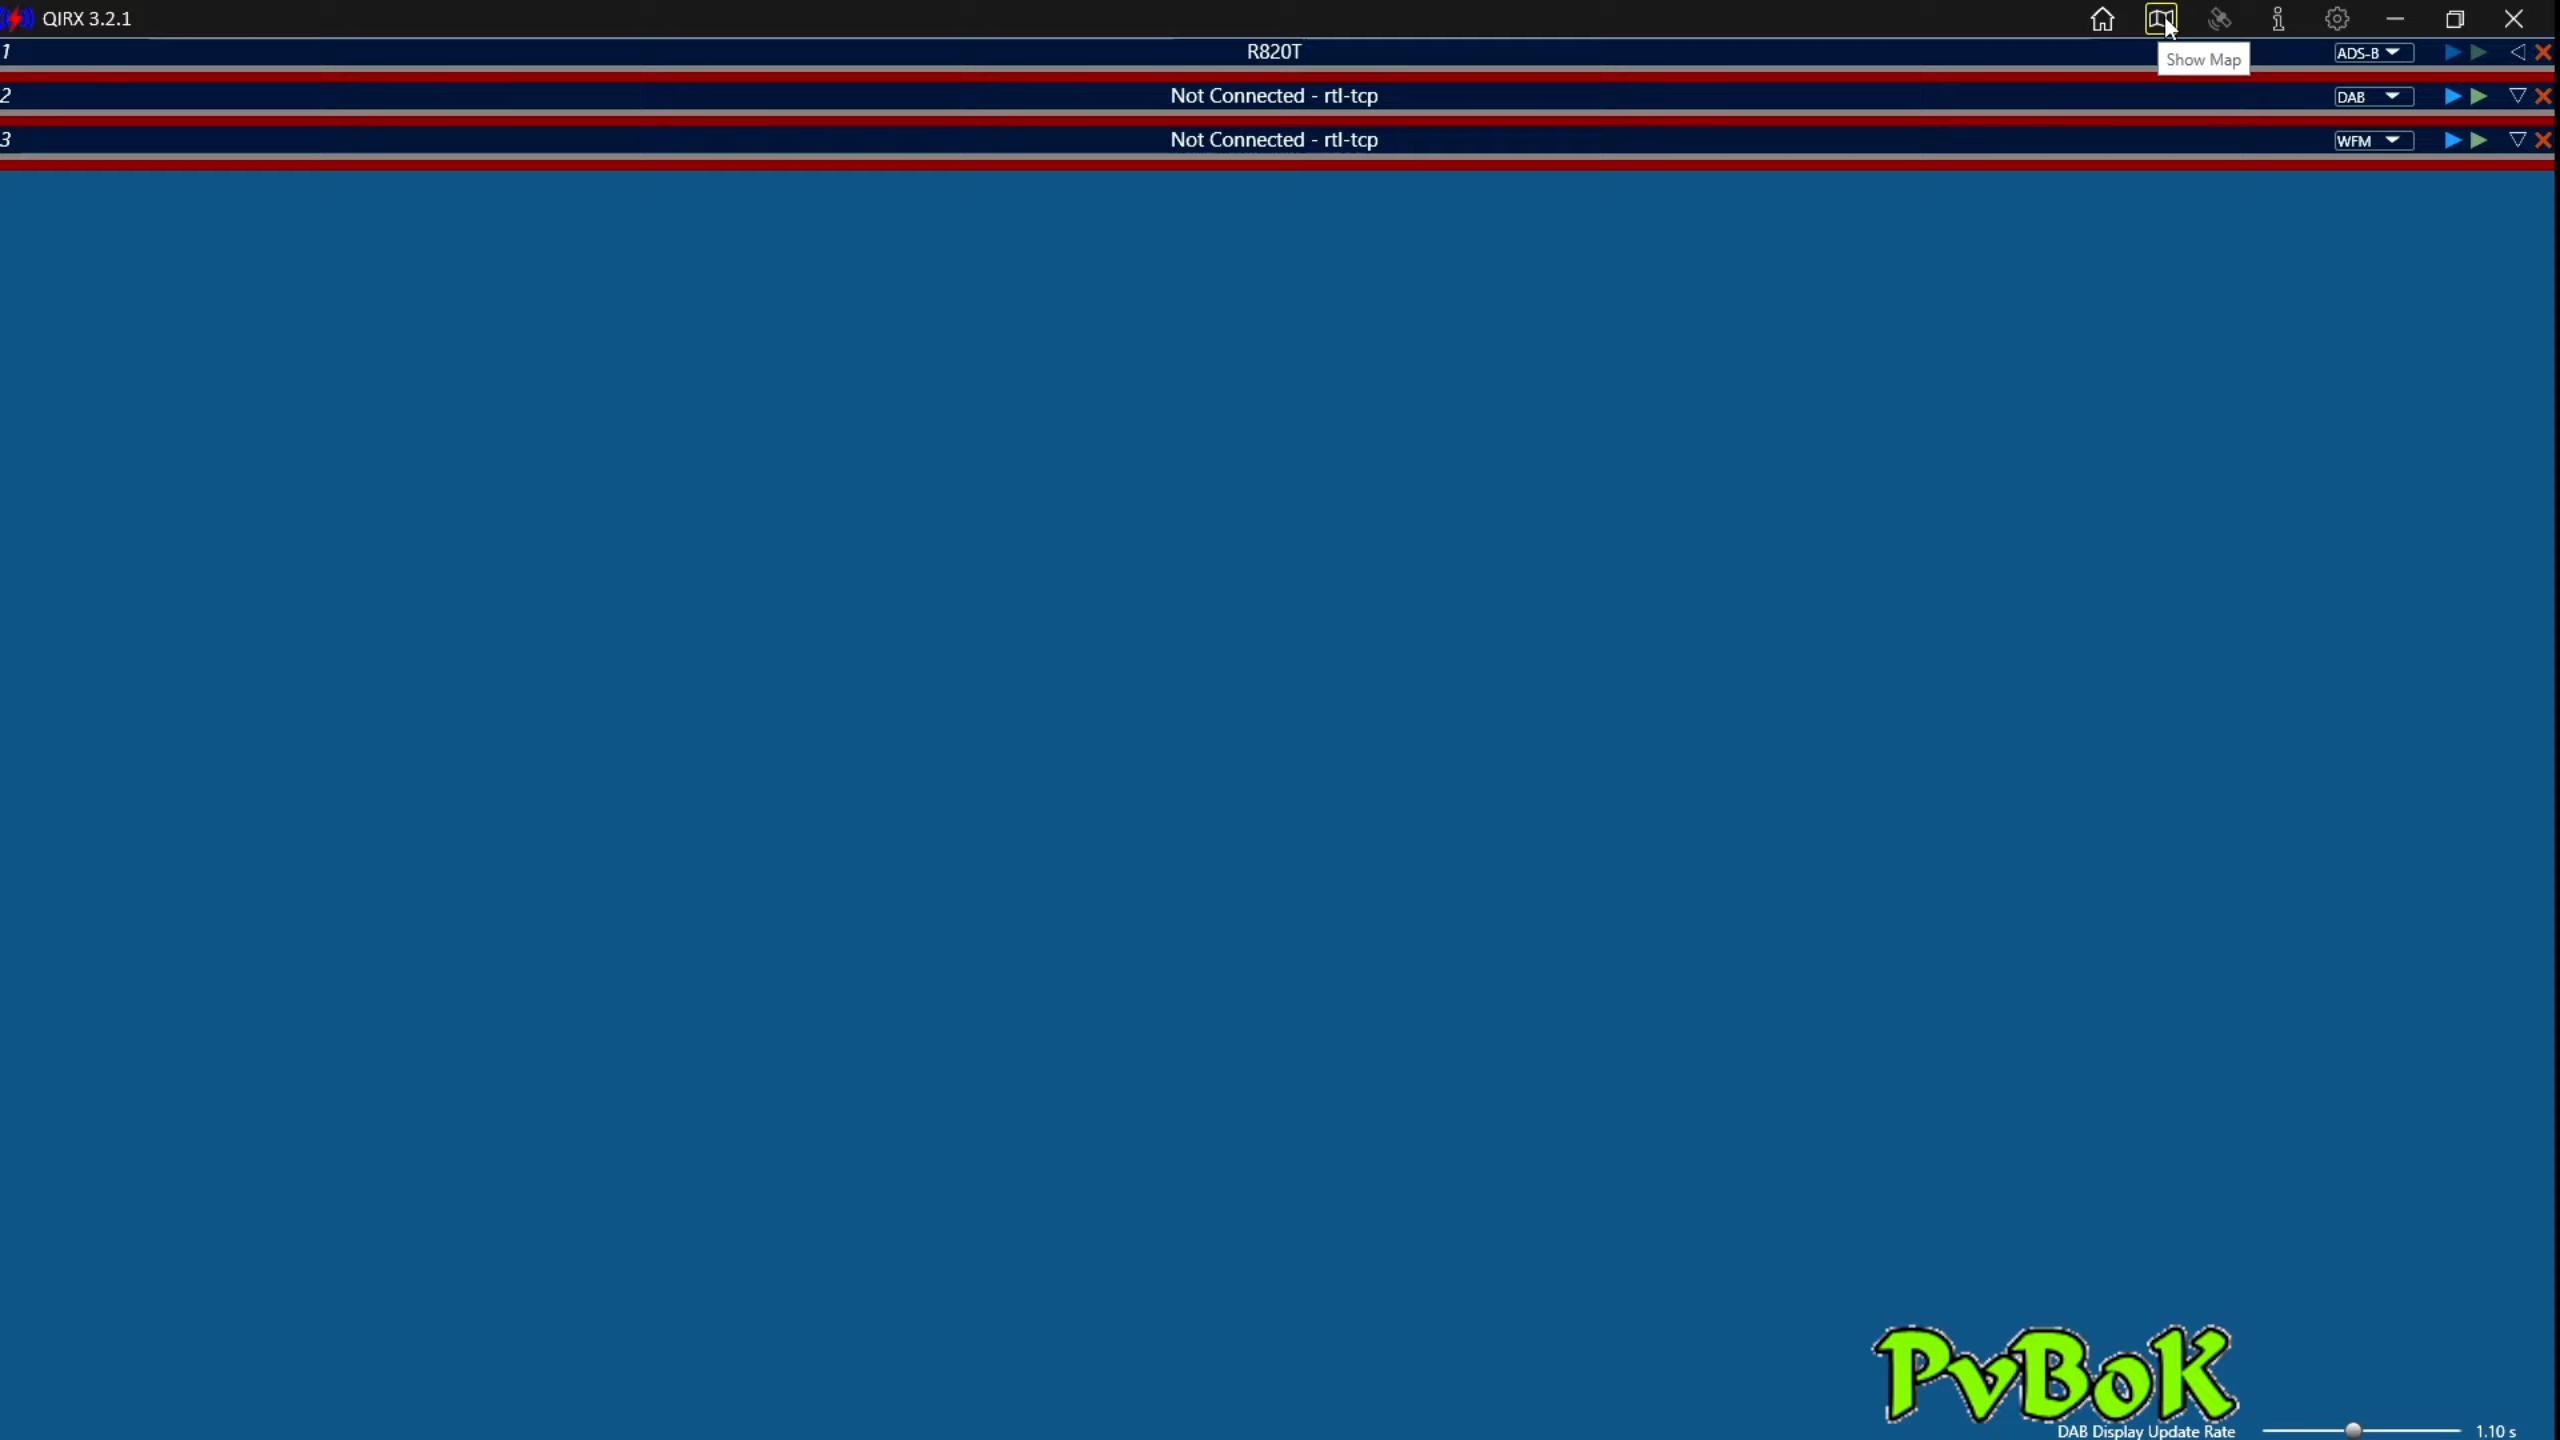 QIRX 3.2.1
1 R820T ADS-B
Show Map
2 Not Connected - rtl-tcp DAB
3 Not Connected - rtl-tcp WFM
PvBoK
DAB Display Update Rate 1.10 s